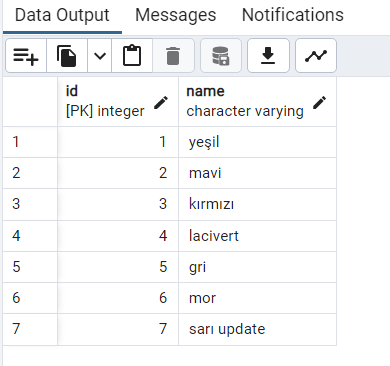 Data Output Messages Notifications
id name
[PK] integer character varying
1 1 yeşil
2 2 mavi
3 3 kırmızı
4 4 lacivert
5 5 gri
6 6 mor
7 7 sarı update